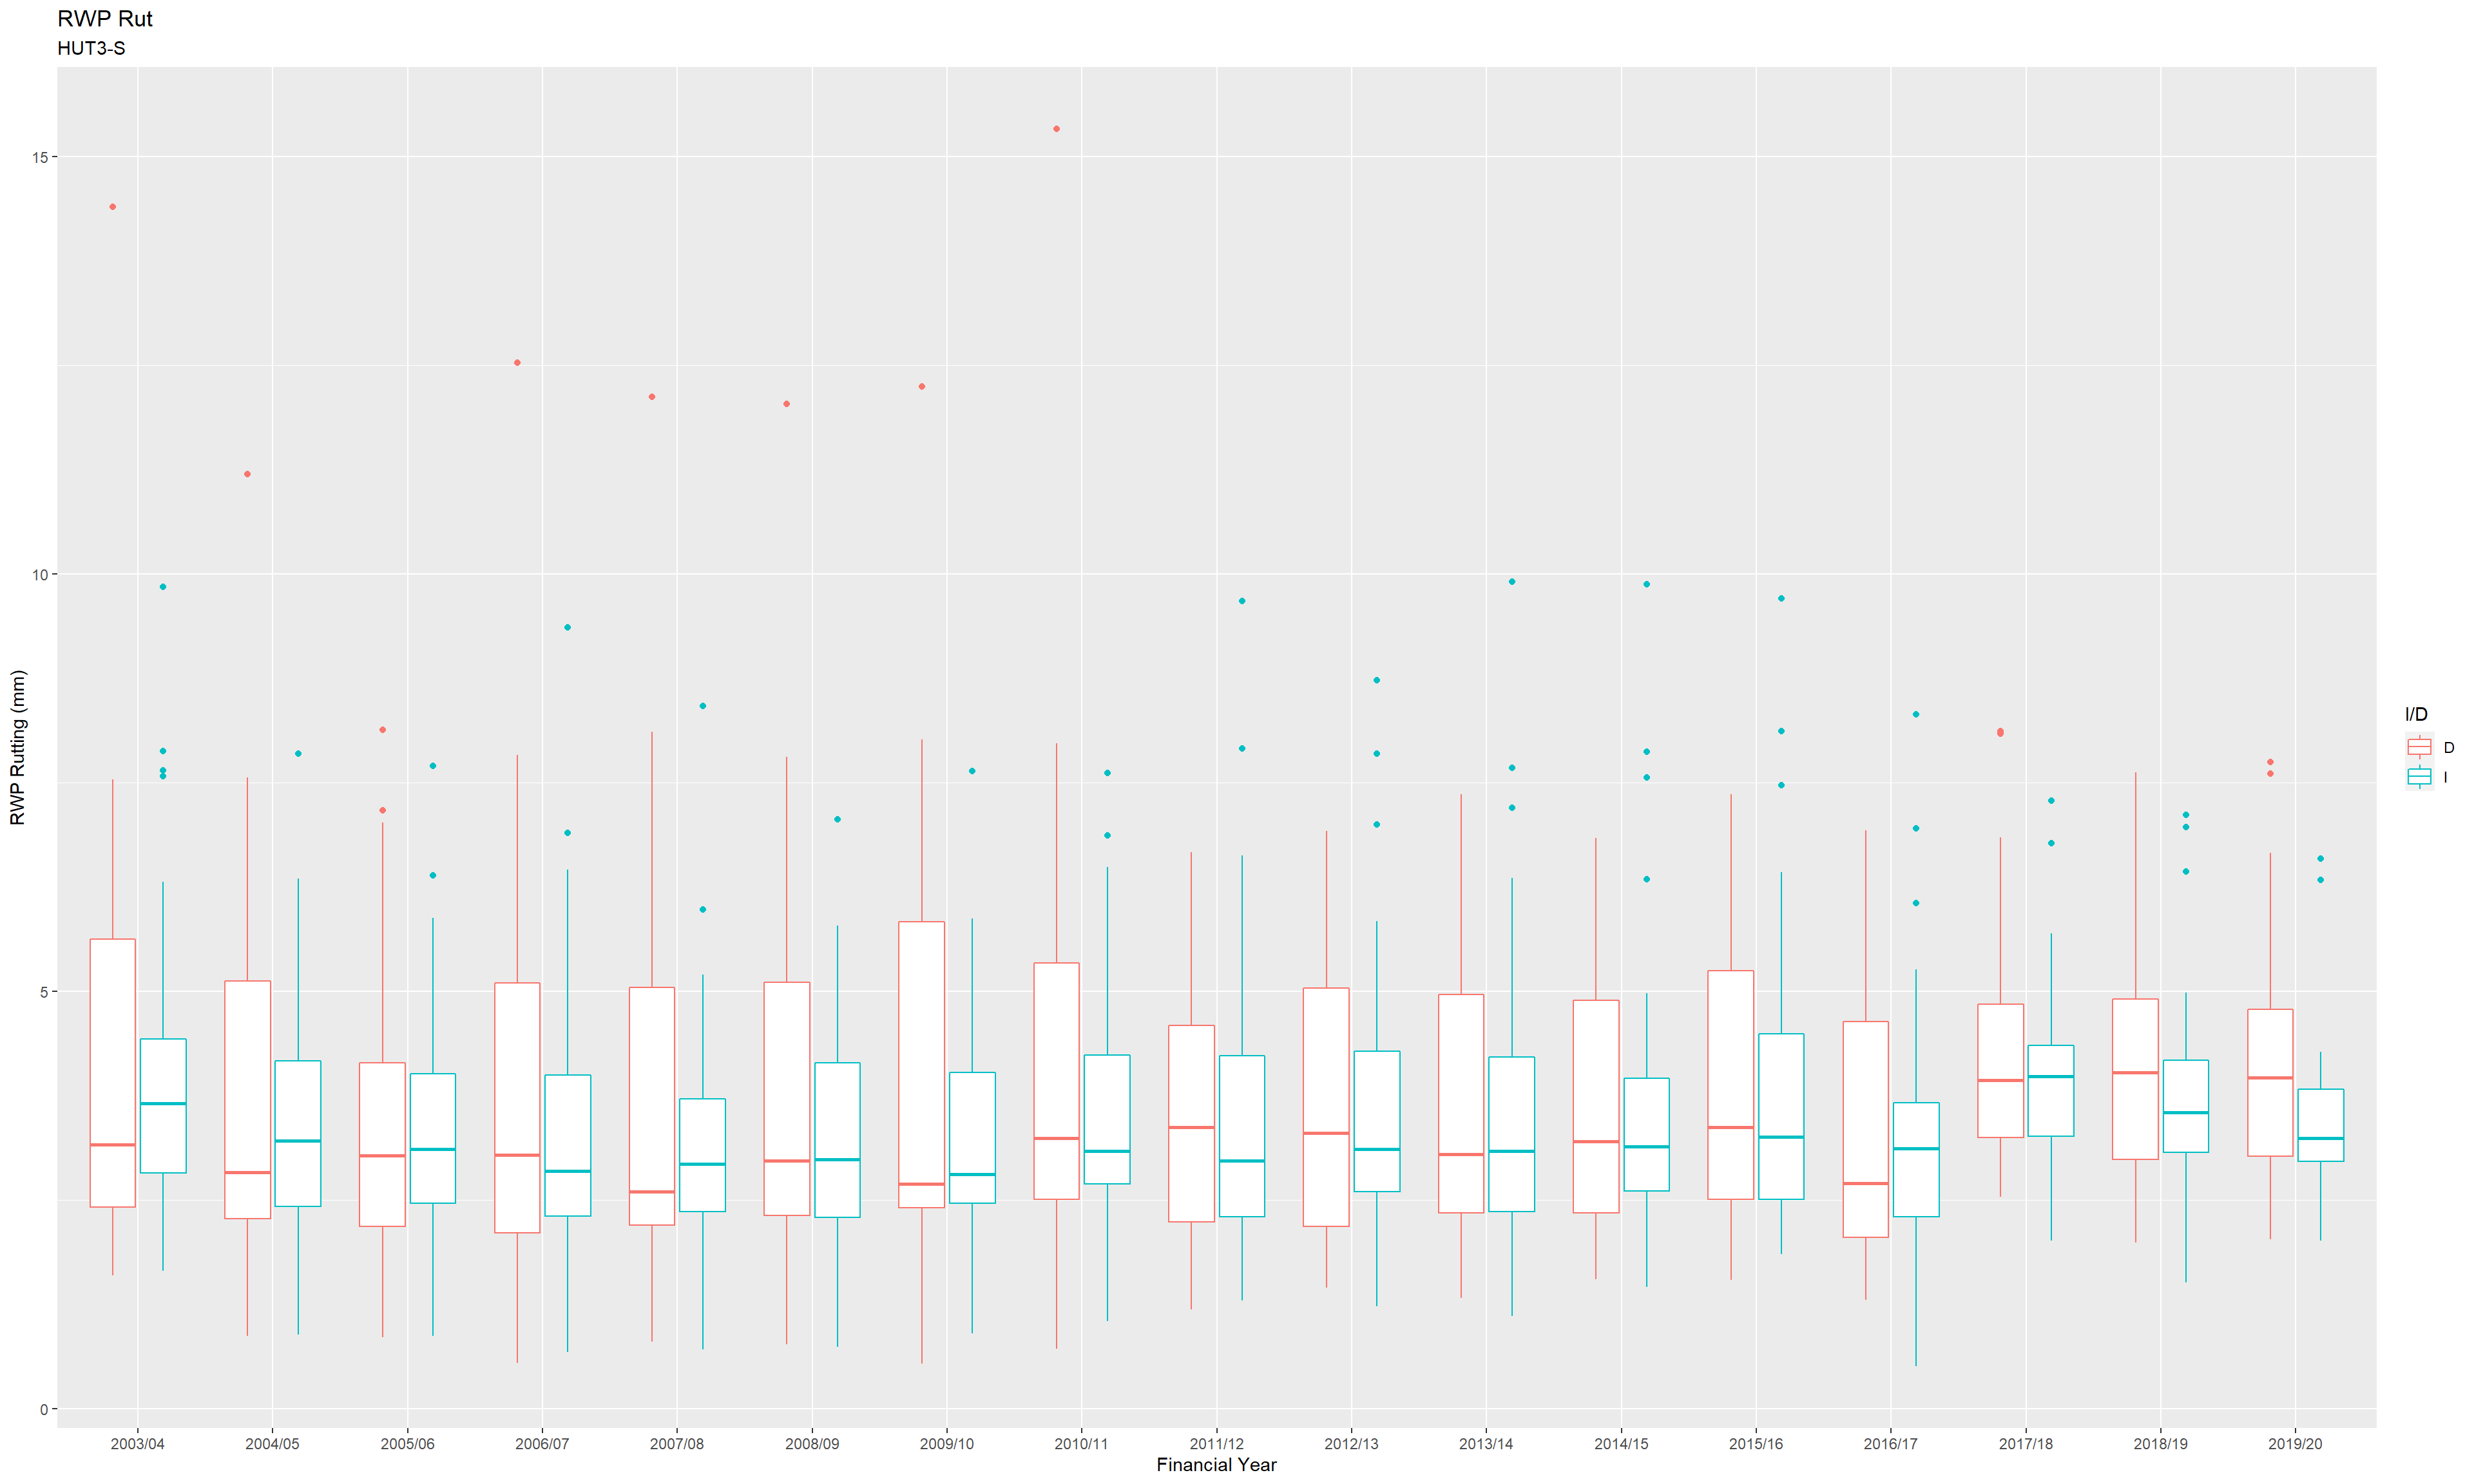 RWP Rut
HUT3-S
RWP Rutting (mm)
15
10
5
0
2003/04 2004/05 2005/06 2006/07 2007/08 2008/09 2009/10 2010/11 2011/12 2012/13 2013/14 2014/15 2015/16 2016/17 2017/18 2018/19 2019/20
Financial Year
I/D
D
I